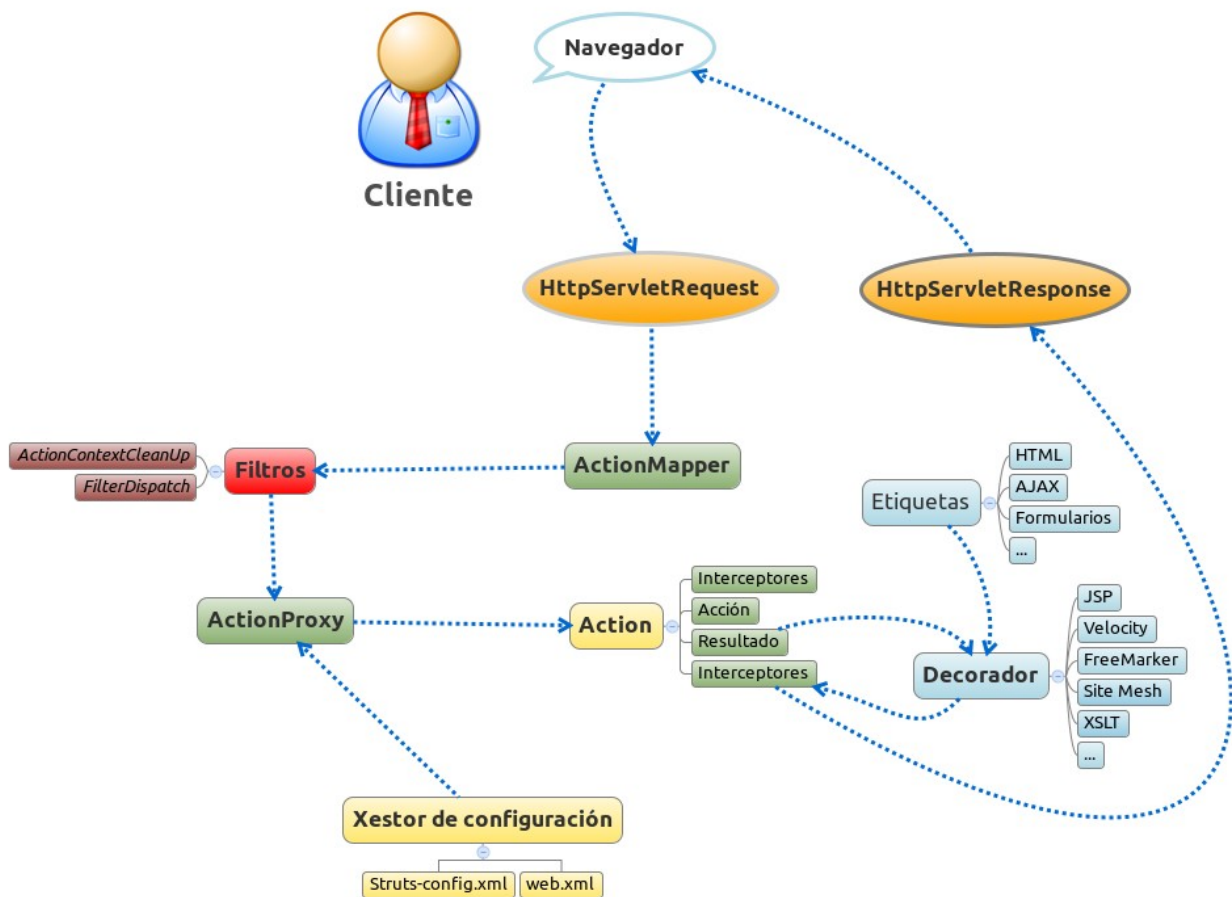 Navegador
Cliente
HttpServletRequest
HttpServletResponse
ActionContextCleanUp
FilterDispatch
Filtros
ActionMapper
Etiquetas
HTML
AJAX
Formularios
...
ActionProxy
Action
Interceptores
Acción
Resultado
Interceptores
Decorador
JSP
Velocity
FreeMarker
Site Mesh
XSLT
...
Xestor de configuración
Struts-config.xml
web.xml